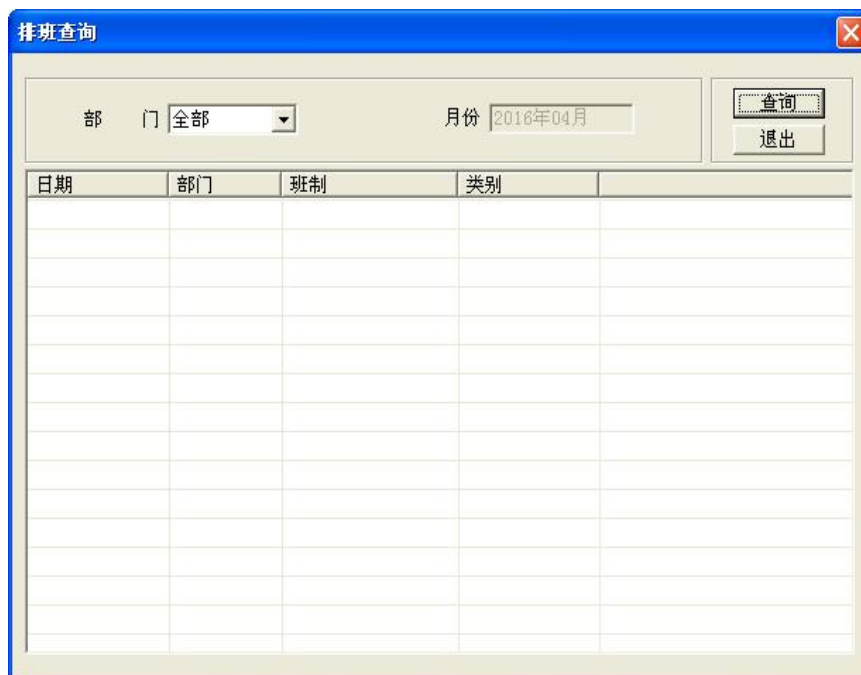 排班查询
部 门 全部 月份 2016年04月 查询
退出
日期 部门 班制 类别